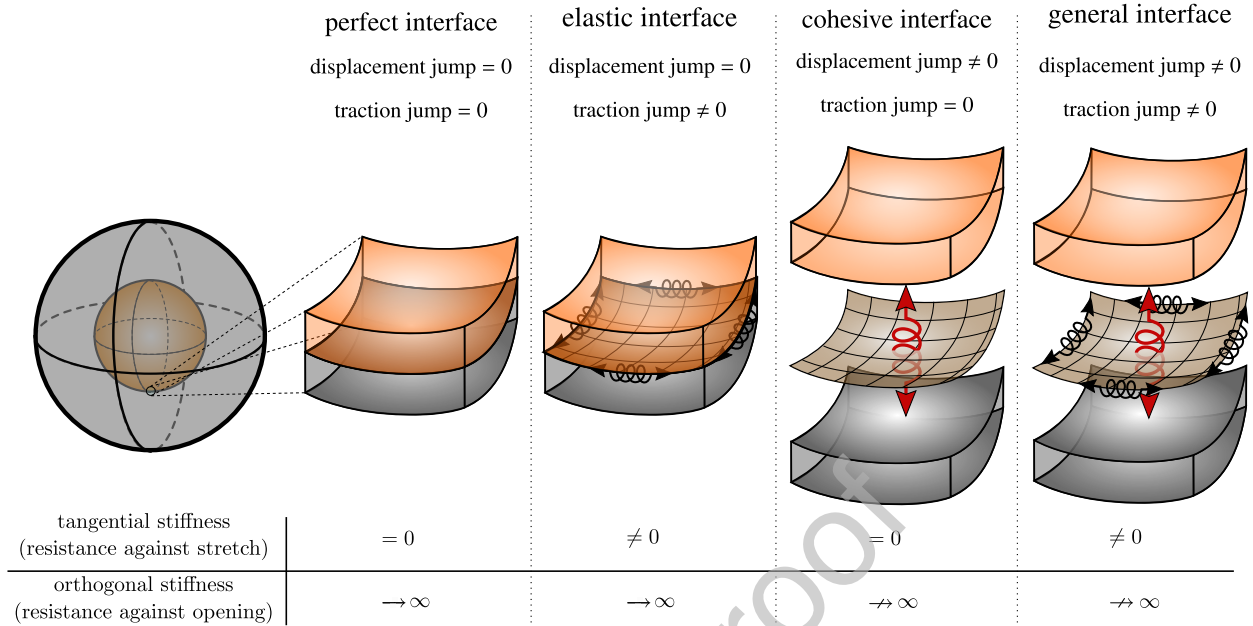 perfect interface
displacement jump = 0
traction jump = 0
elastic interface
displacement jump = 0
traction jump ≠ 0
cohesive interface
displacement jump ≠ 0
traction jump = 0
general interface
displacement jump ≠ 0
traction jump ≠ 0
tangential stiffness
(resistance against stretch)
= 0
≠ 0
= 0
≠ 0
orthogonal stiffness
(resistance against opening)
→ ∞
→ ∞
↛ ∞
↛ ∞
roof